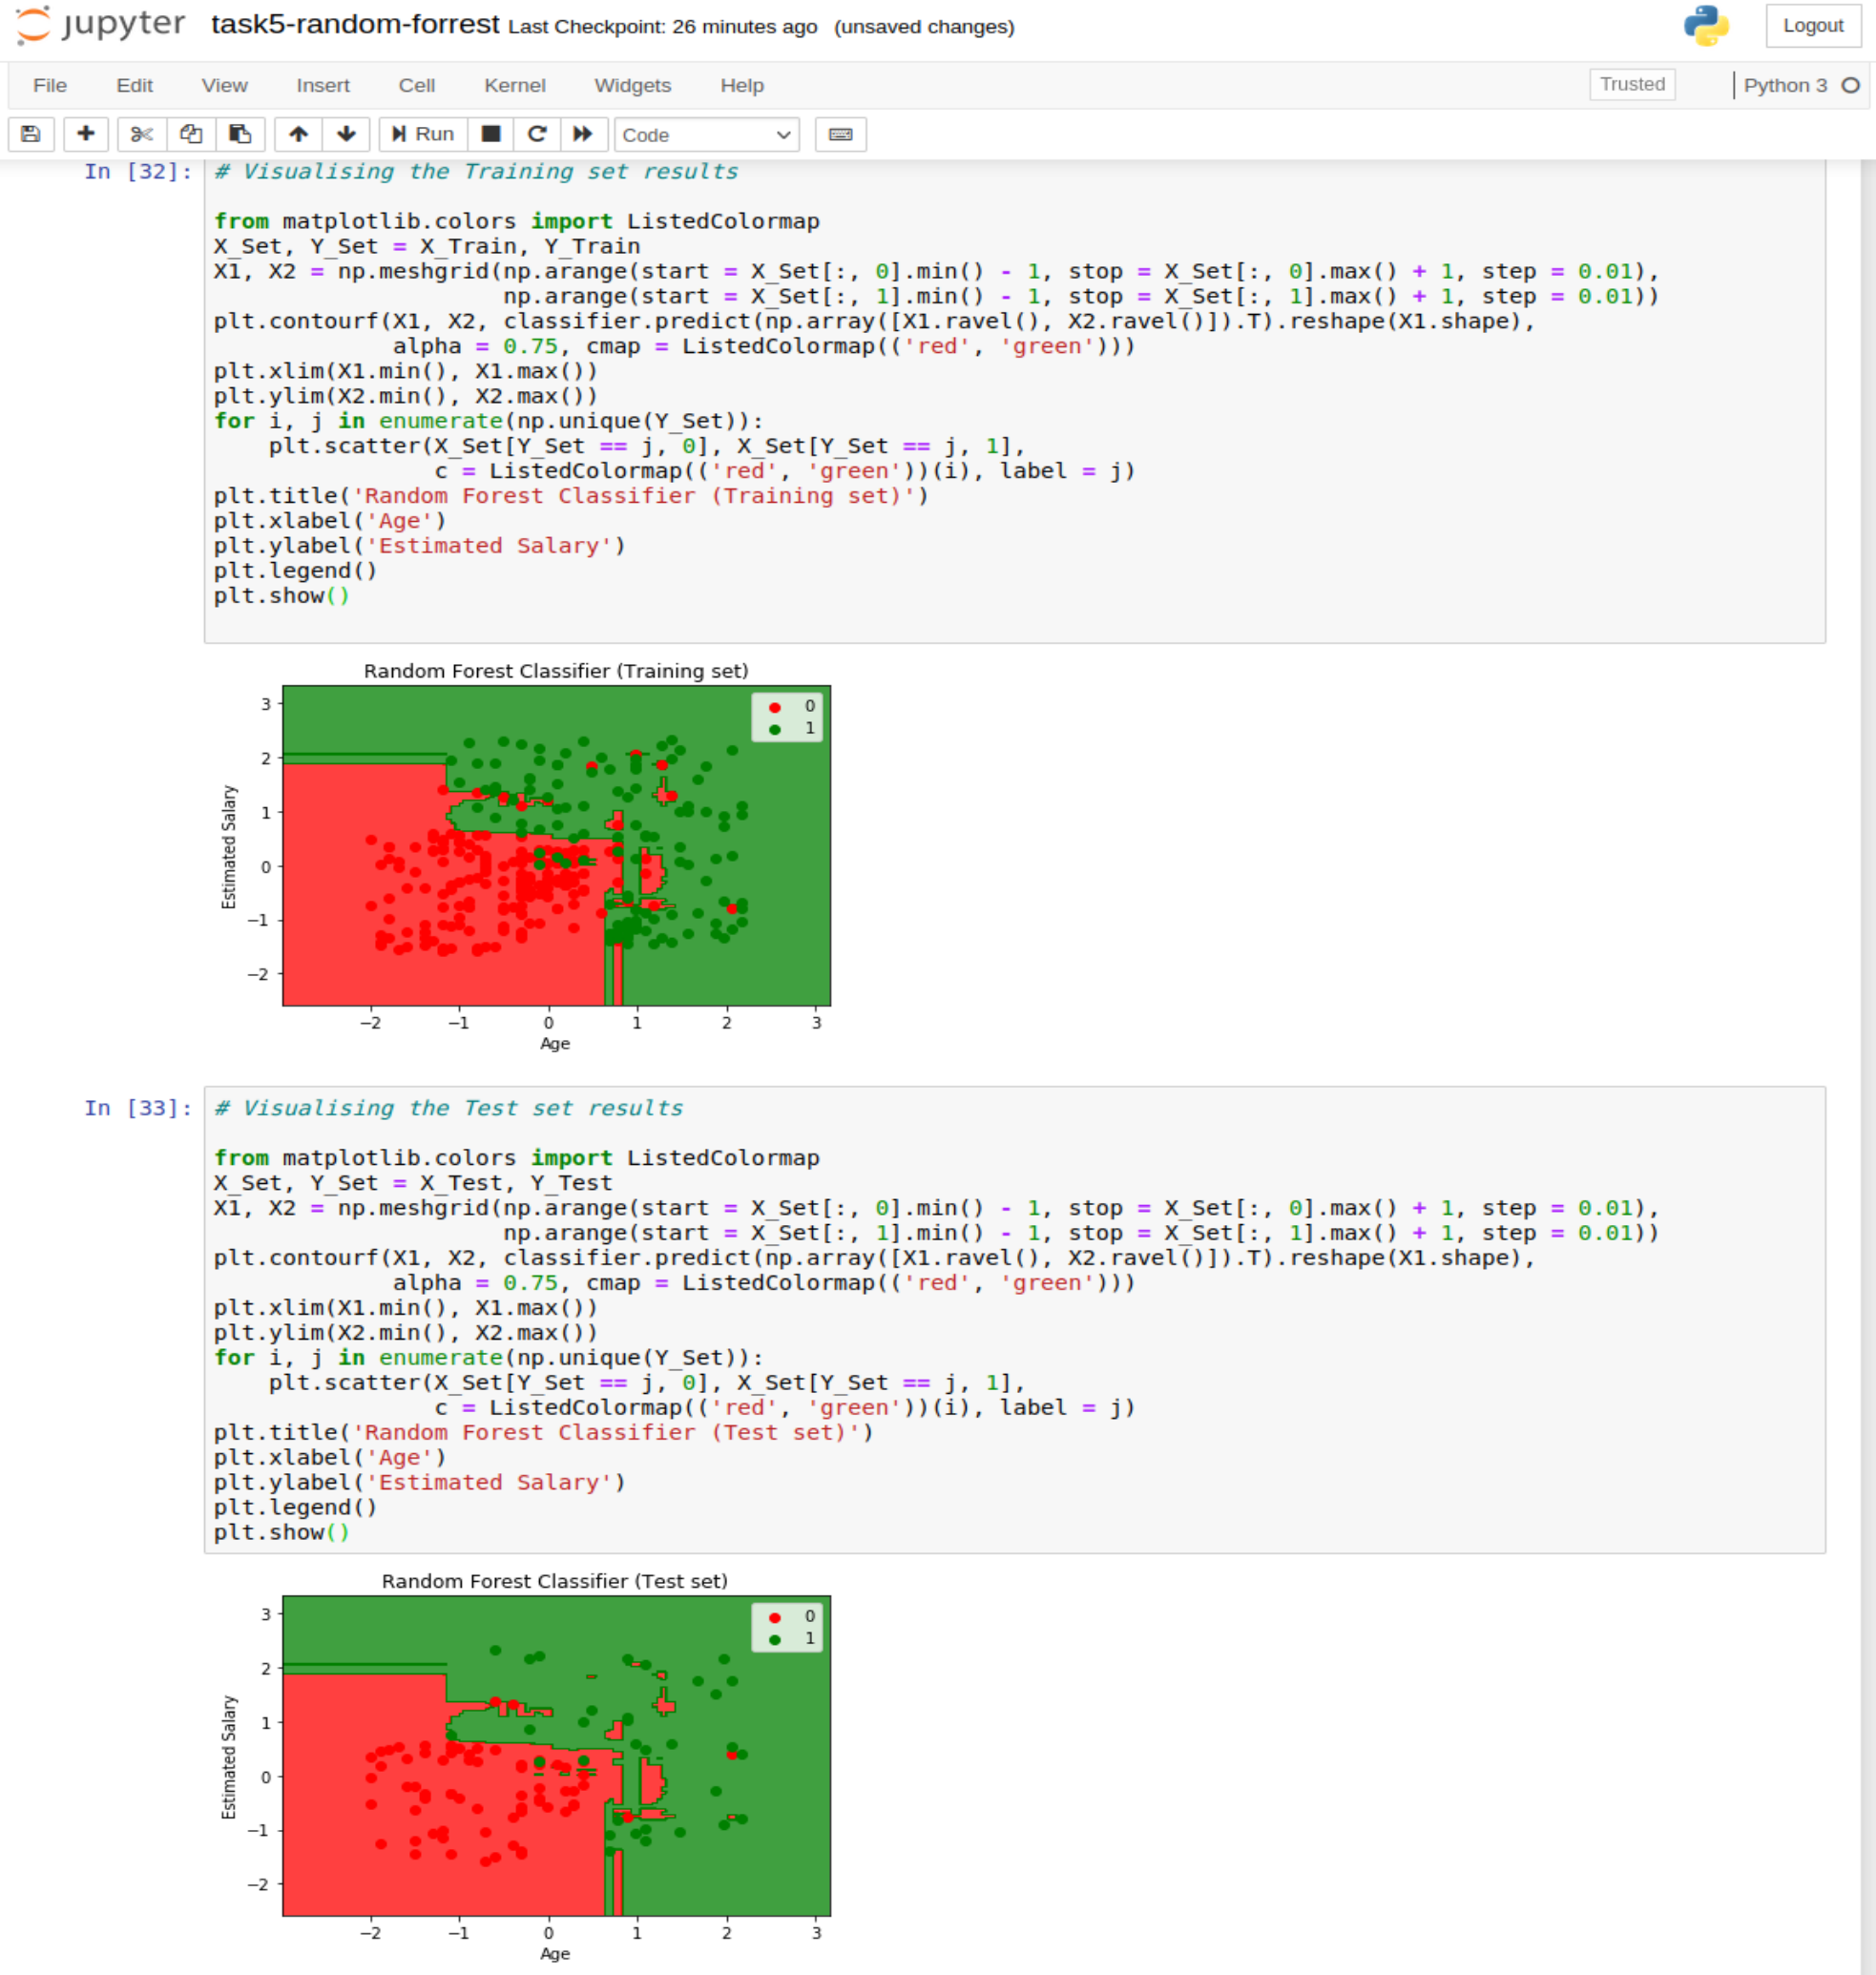 jupyter task5-random-forrest Last Checkpoint: 26 minutes ago (unsaved changes) Logout
File Edit View Insert Cell Kernel Widgets Help Trusted Python 3
Run Code
In [32]: # Visualising the Training set results
from matplotlib.colors import ListedColormap
X_Set, Y_Set = X_Train, Y_Train
X1, X2 = np.meshgrid(np.arange(start = X_Set[:, 0].min() - 1, stop = X_Set[:, 0].max() + 1, step = 0.01),
                     np.arange(start = X_Set[:, 1].min() - 1, stop = X_Set[:, 1].max() + 1, step = 0.01))
plt.contourf(X1, X2, classifier.predict(np.array([X1.ravel(), X2.ravel()]).T).reshape(X1.shape),
             alpha = 0.75, cmap = ListedColormap(('red', 'green')))
plt.xlim(X1.min(), X1.max())
plt.ylim(X2.min(), X2.max())
for i, j in enumerate(np.unique(Y_Set)):
    plt.scatter(X_Set[Y_Set == j, 0], X_Set[Y_Set == j, 1],
                c = ListedColormap(('red', 'green'))(i), label = j)
plt.title('Random Forest Classifier (Training set)')
plt.xlabel('Age')
plt.ylabel('Estimated Salary')
plt.legend()
plt.show()
Random Forest Classifier (Training set)
0
1
3
2
1
0
−1
−2
Estimated Salary
−2 −1 0 1 2 3
Age
In [33]: # Visualising the Test set results
from matplotlib.colors import ListedColormap
X_Set, Y_Set = X_Test, Y_Test
X1, X2 = np.meshgrid(np.arange(start = X_Set[:, 0].min() - 1, stop = X_Set[:, 0].max() + 1, step = 0.01),
                     np.arange(start = X_Set[:, 1].min() - 1, stop = X_Set[:, 1].max() + 1, step = 0.01))
plt.contourf(X1, X2, classifier.predict(np.array([X1.ravel(), X2.ravel()]).T).reshape(X1.shape),
             alpha = 0.75, cmap = ListedColormap(('red', 'green')))
plt.xlim(X1.min(), X1.max())
plt.ylim(X2.min(), X2.max())
for i, j in enumerate(np.unique(Y_Set)):
    plt.scatter(X_Set[Y_Set == j, 0], X_Set[Y_Set == j, 1],
                c = ListedColormap(('red', 'green'))(i), label = j)
plt.title('Random Forest Classifier (Test set)')
plt.xlabel('Age')
plt.ylabel('Estimated Salary')
plt.legend()
plt.show()
Random Forest Classifier (Test set)
0
1
3
2
1
0
−1
−2
Estimated Salary
−2 −1 0 1 2 3
Age